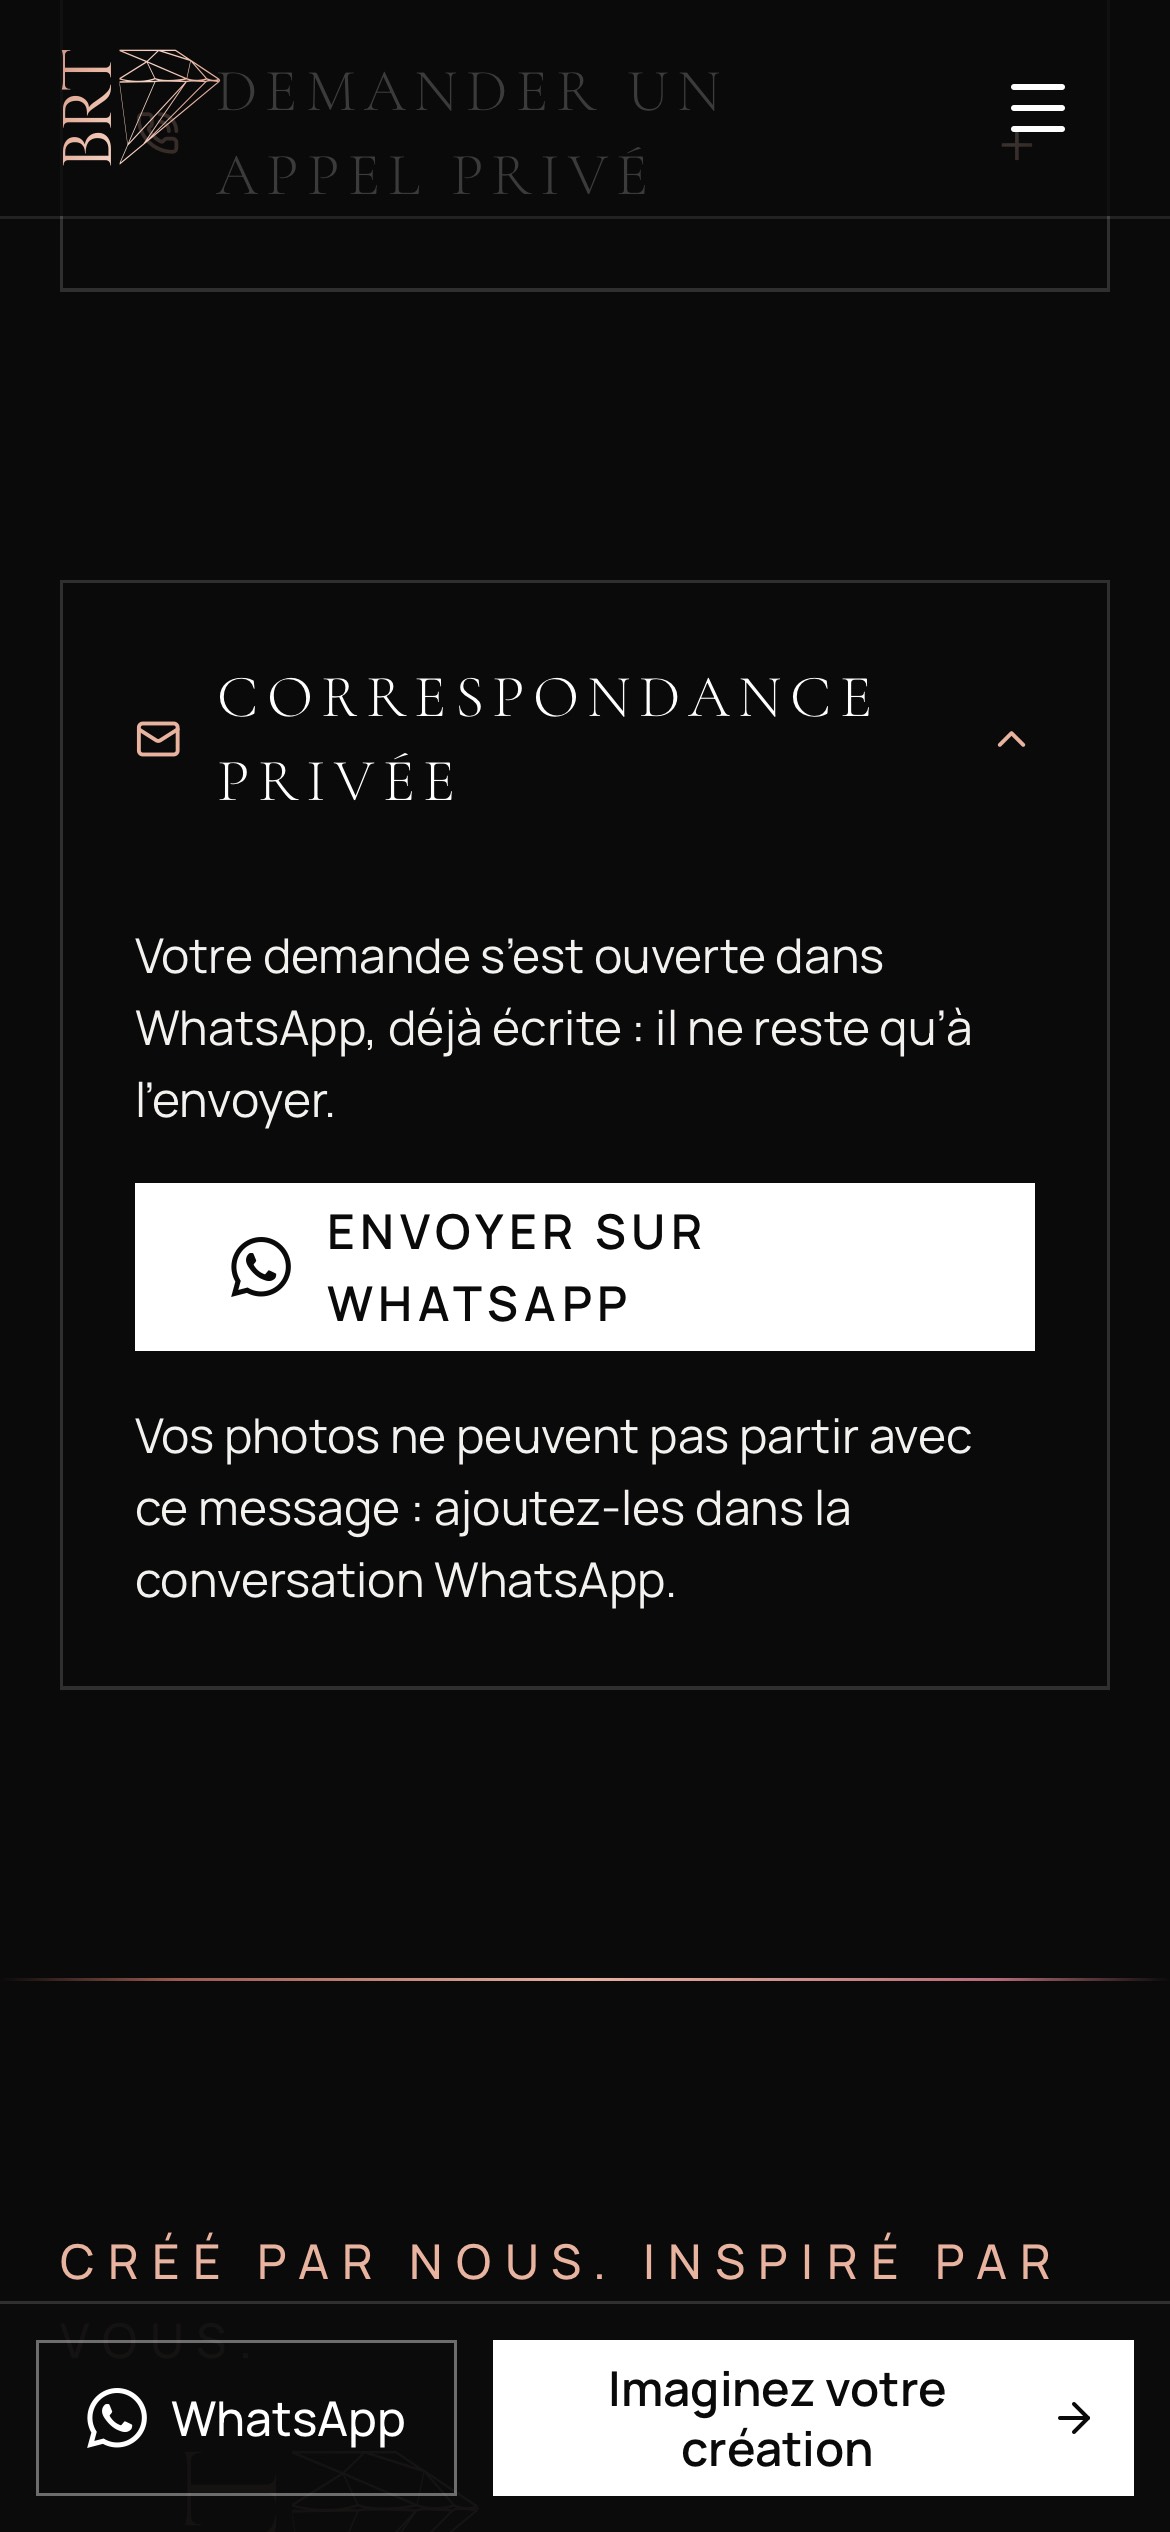 BRT
DEMANDER UN
APPEL PRIVÉ
CORRESPONDANCE
PRIVÉE
Votre demande s’est ouverte dans
WhatsApp, déjà écrite : il ne reste qu’à
l’envoyer.
ENVOYER SUR
WHATSAPP
Vos photos ne peuvent pas partir avec
ce message : ajoutez-les dans la
conversation WhatsApp.
CRÉÉ PAR NOUS. INSPIRÉ PAR
VOUS.
WhatsApp
Imaginez votre
création